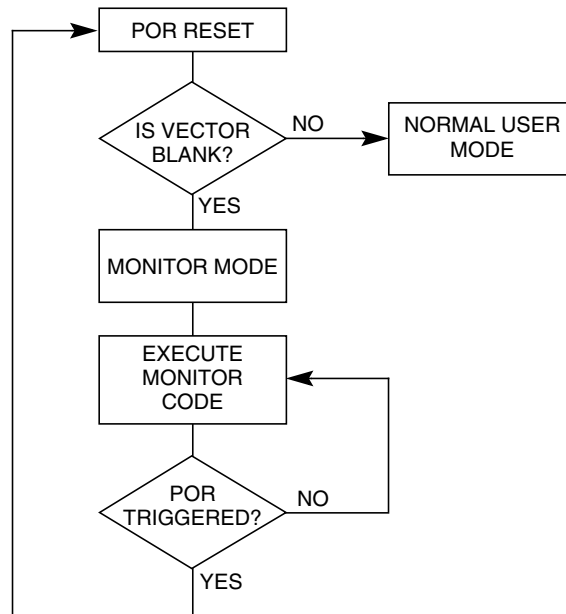 POR RESET
IS VECTOR
BLANK?
NO
NORMAL USER
MODE
YES
MONITOR MODE
EXECUTE
MONITOR
CODE
POR
TRIGGERED?
NO
YES